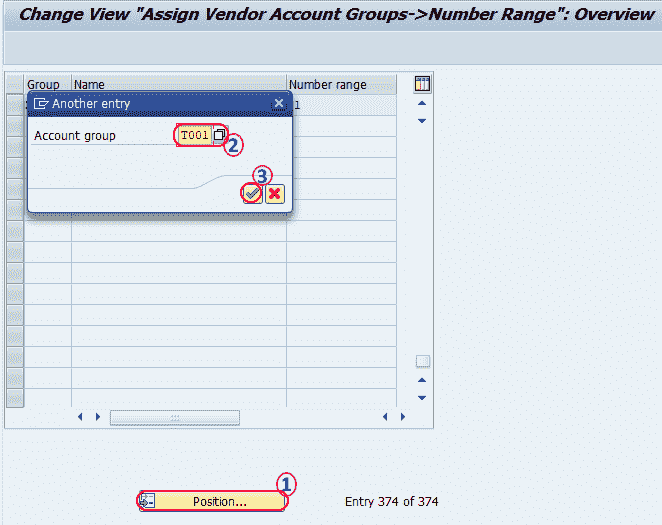 Change View "Assign Vendor Account Groups->Number Range": Overview
Group Name Number range
Another entry
1
Account group T001
2
3
1
Position... Entry 374 of 374